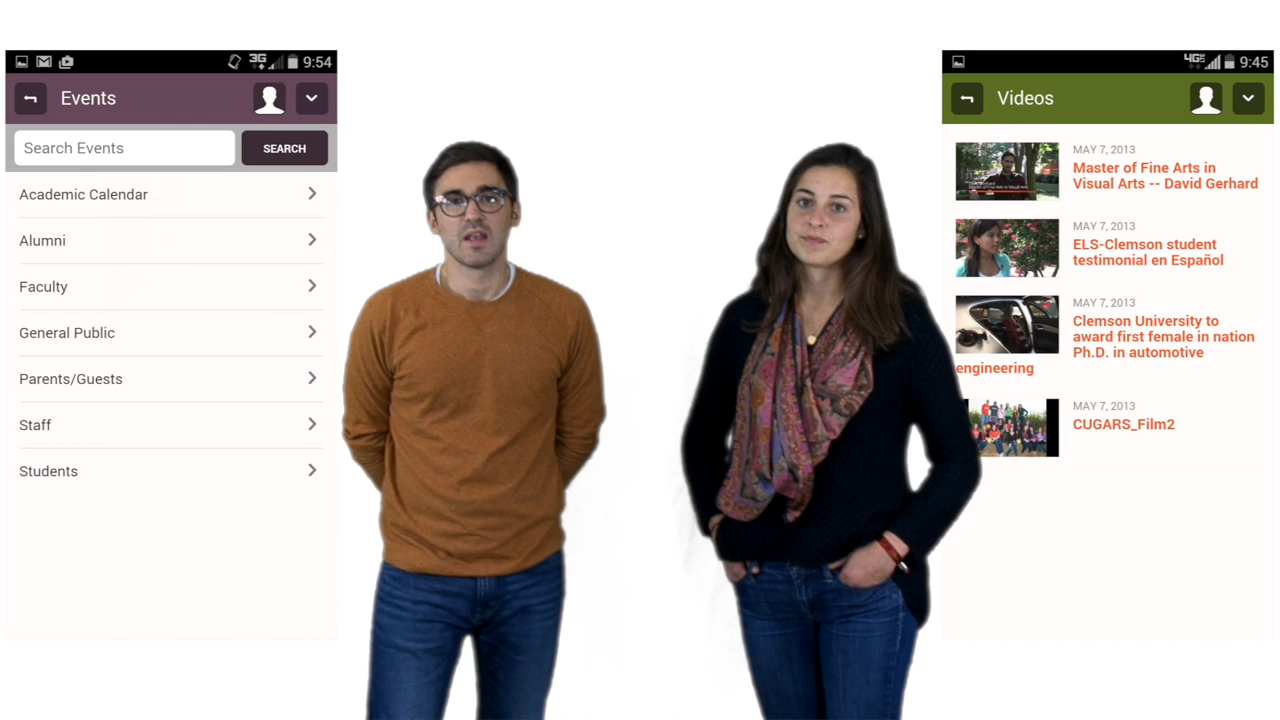 3G 9:54
Events
Search Events
SEARCH
Academic Calendar
Alumni
Faculty
General Public
Parents/Guests
Staff
Students
4G 9:45
Videos
MAY 7, 2013
Master of Fine Arts in
Visual Arts -- David Gerhard
MAY 7, 2013
ELS-Clemson student
testimonial en Español
MAY 7, 2013
Clemson University to
award first female in nation
Ph.D. in automotive
engineering
MAY 7, 2013
CUGARS_Film2